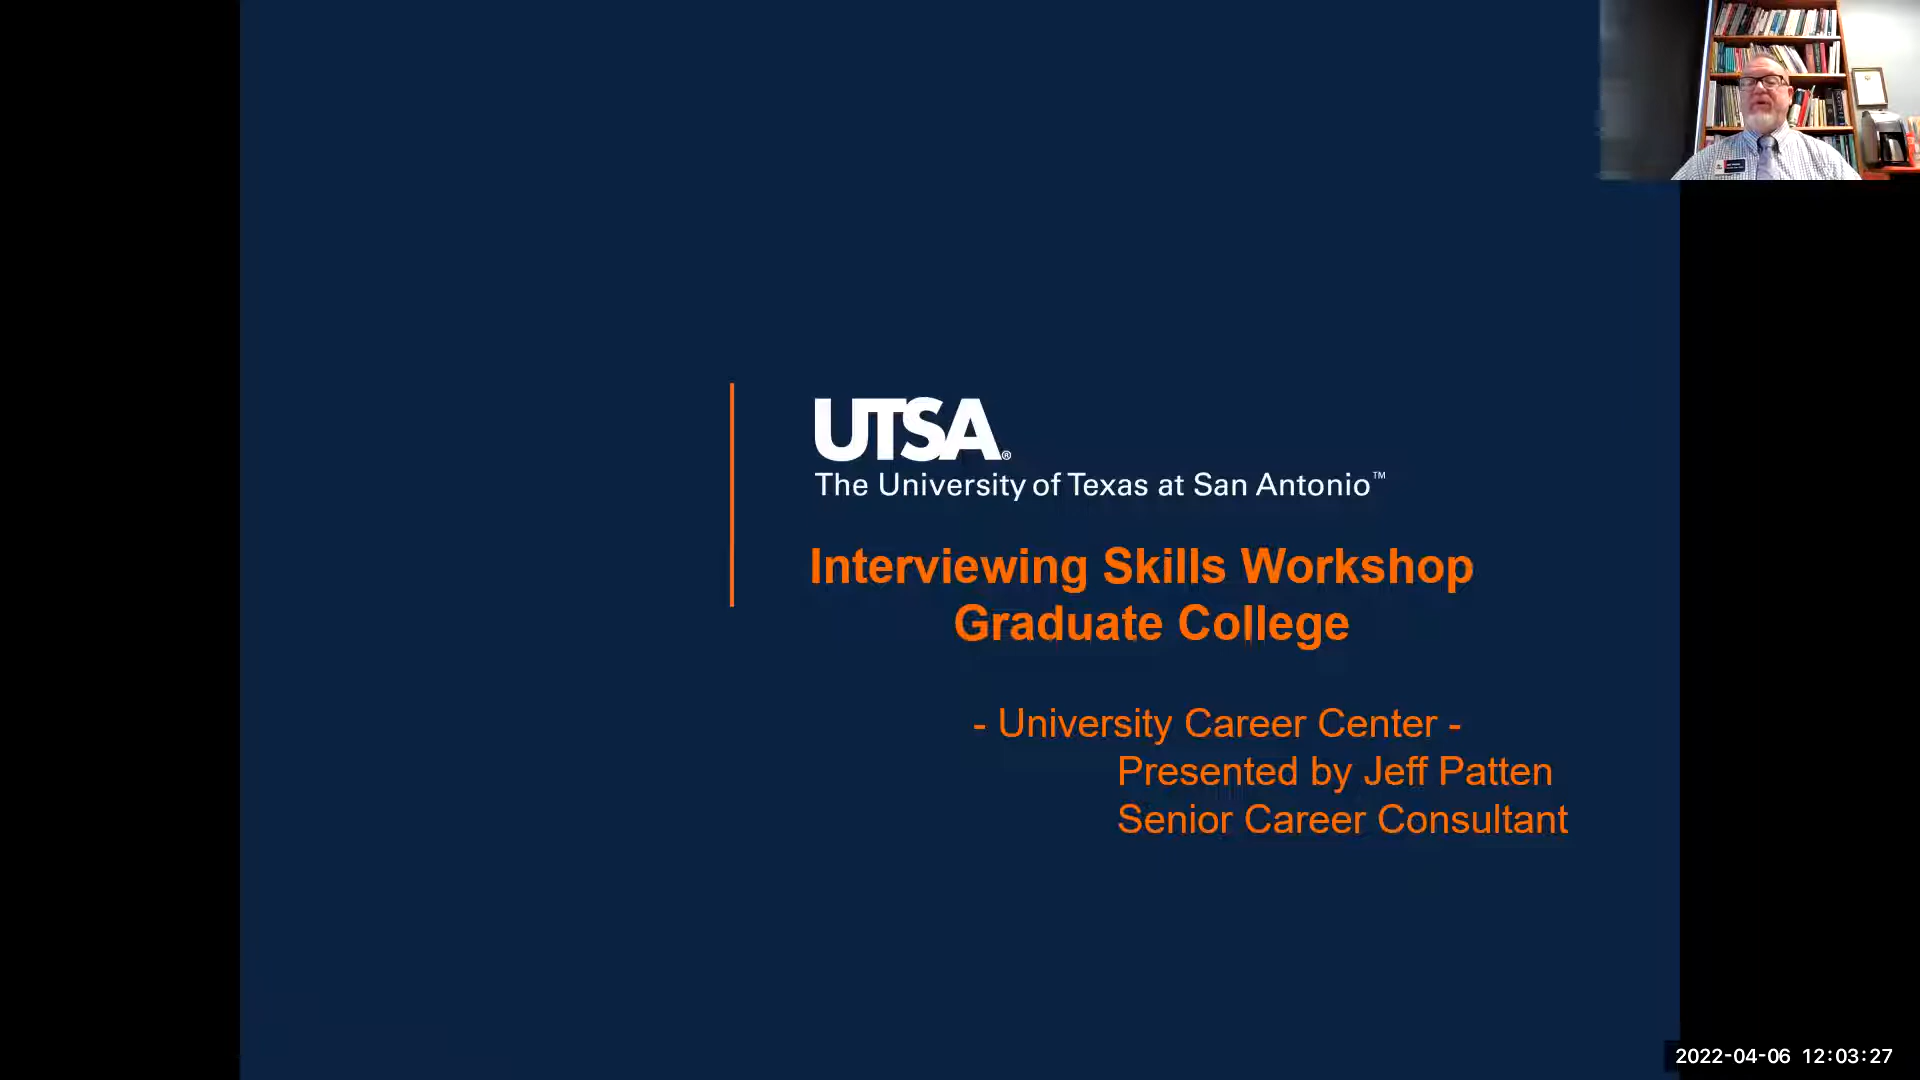 UTSA®
The University of Texas at San Antonio™
Interviewing Skills Workshop
Graduate College
- University Career Center -
Presented by Jeff Patten
Senior Career Consultant
2022-04-06 12:03:27